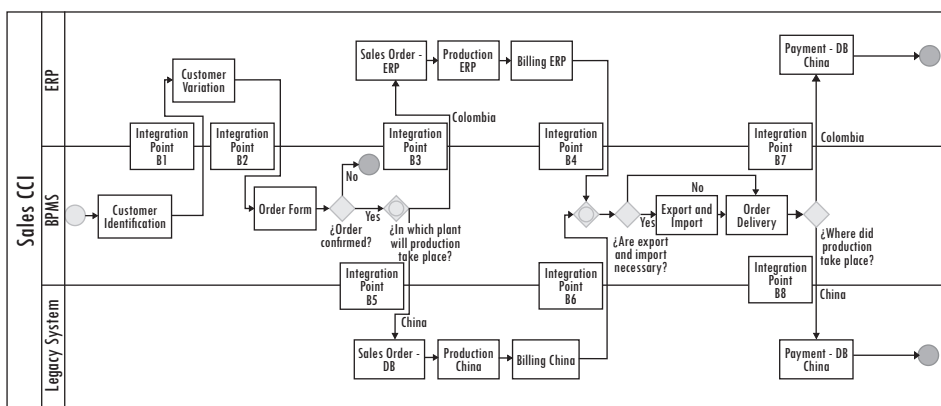 Sales CCI
ERP
BPMS
Legacy System
Customer
Variation
Sales Order -
ERP
Production
ERP
Billing ERP
Payment - DB
China
Colombia
Colombia
Integration
Point
B1
Integration
Point
B2
Integration
Point
B3
Integration
Point
B4
Integration
Point
B7
Customer
Identification
Order Form
No
Yes
¿Order
confirmed?
¿In which plant
will production
take place?
No
Yes
Export and
Import
Order
Delivery
¿Are export
and import
necessary?
¿Where did
production
take place?
Integration
Point
B5
Integration
Point
B6
Integration
Point
B8
China
China
Sales Order -
DB
Production
China
Billing China
Payment - DB
China